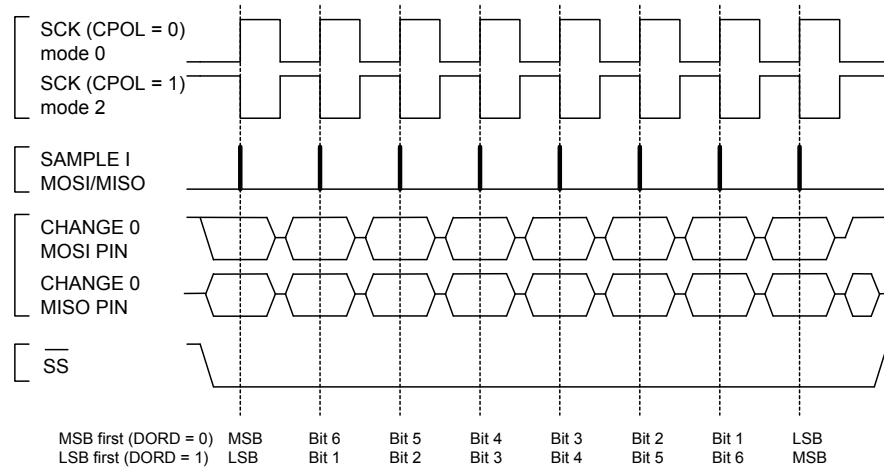 SCK (CPOL = 0)
mode 0
SCK (CPOL = 1)
mode 2
SAMPLE I
MOSI/MISO
CHANGE 0
MOSI PIN
CHANGE 0
MISO PIN
SS
MSB first (DORD = 0) MSB Bit 6 Bit 5 Bit 4 Bit 3 Bit 2 Bit 1 LSB
LSB first (DORD = 1) LSB Bit 1 Bit 2 Bit 3 Bit 4 Bit 5 Bit 6 MSB